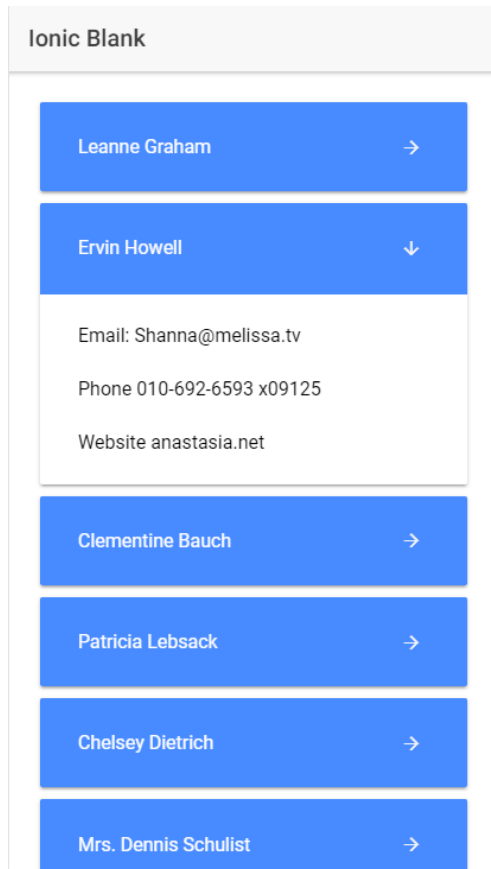 Ionic Blank
Leanne Graham
Ervin Howell
Email: Shanna@melissa.tv
Phone 010-692-6593 x09125
Website anastasia.net
Clementine Bauch
Patricia Lebsack
Chelsey Dietrich
Mrs. Dennis Schulist